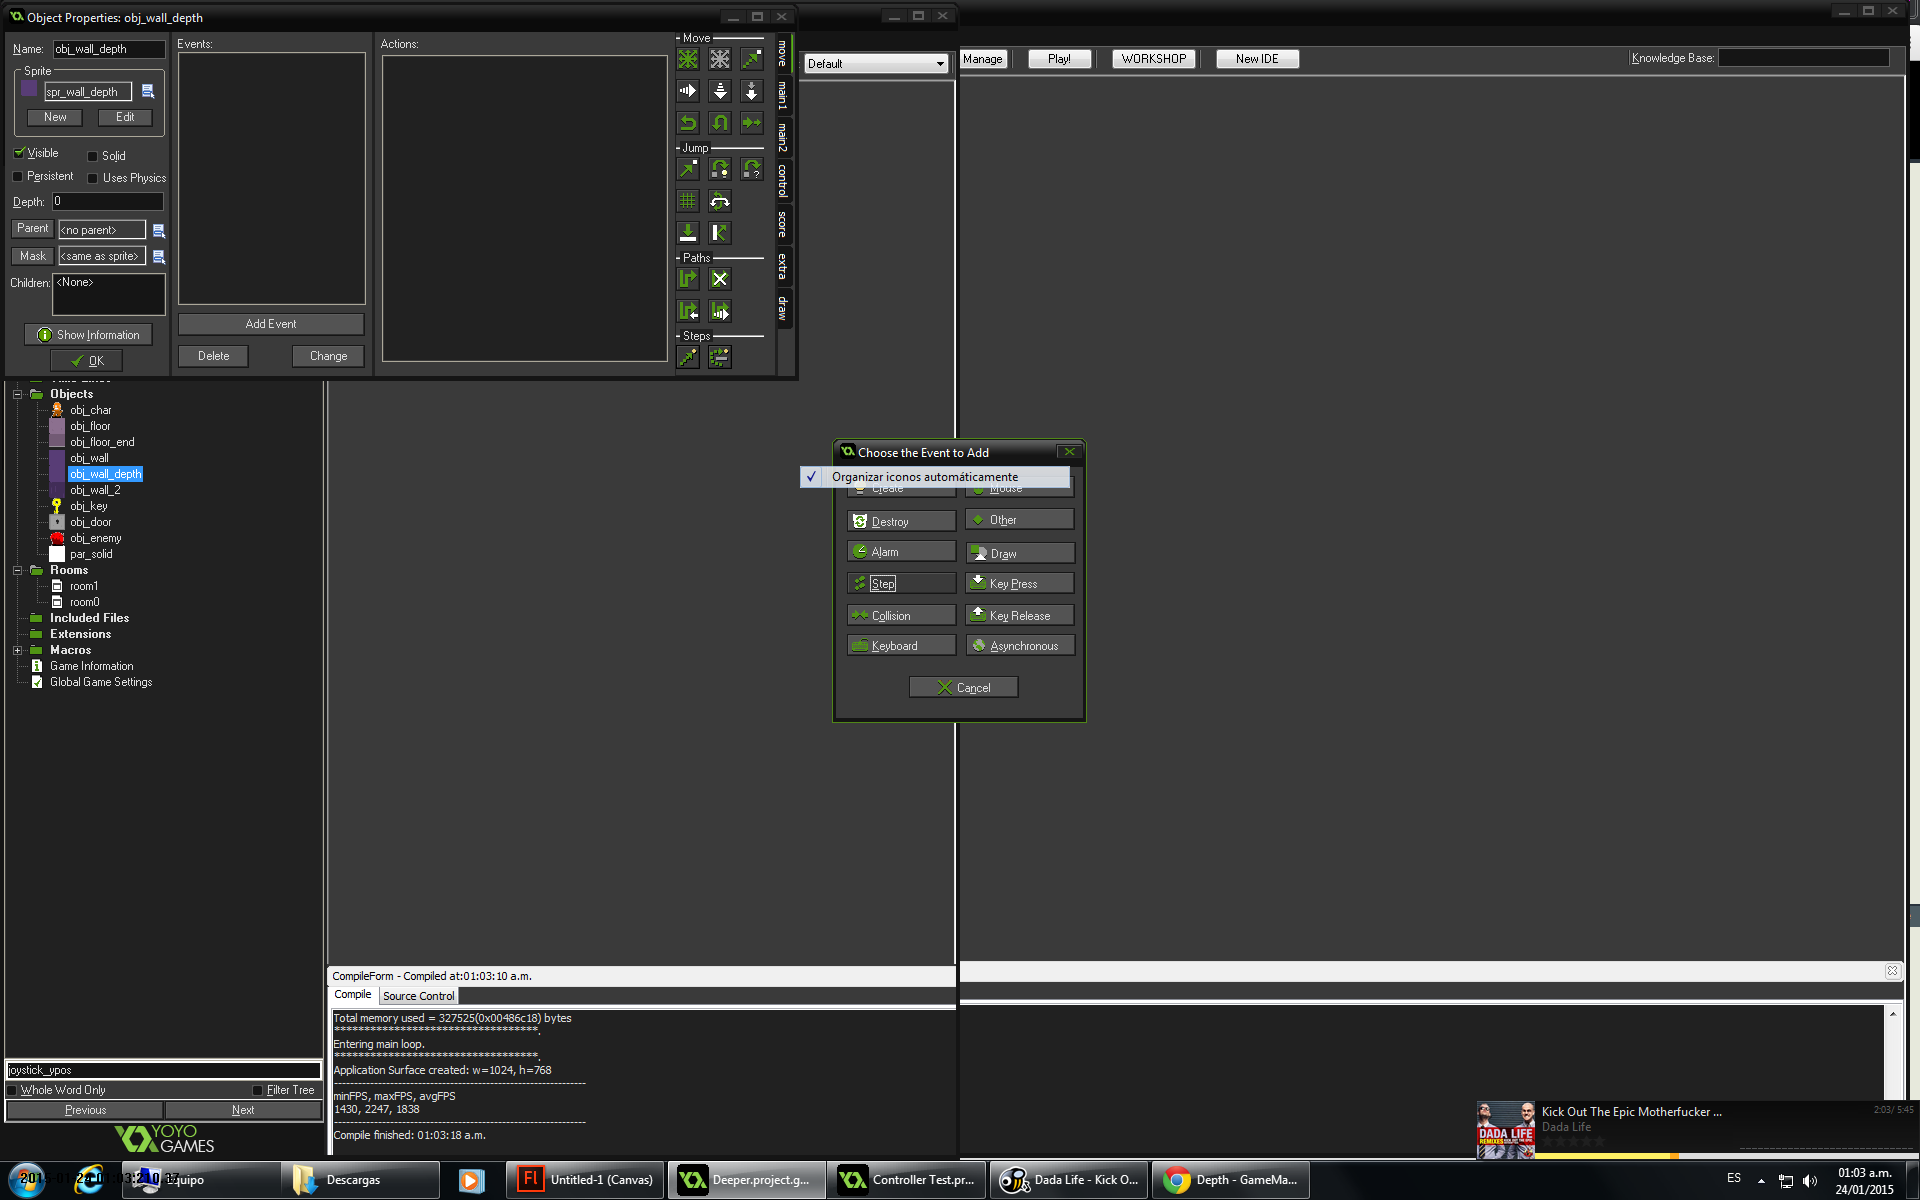 Object Properties: obj_wall_depth
Name: obj_wall_depth
Sprite
spr_wall_depth
New Edit
Visible Solid
Persistent Uses Physics
Depth: 0
Parent <no parent>
Mask <same as sprite>
Children: <None>
Show Information
OK
Events:
Add Event
Delete Change
Actions:
Move
Jump
Paths
Steps
move
main1
main2
control
score
extra
draw
Default
Manage Play! WORKSHOP New IDE
Knowledge Base:
Objects
obj_char
obj_floor
obj_floor_end
obj_wall
obj_wall_depth
obj_wall_2
obj_key
obj_door
obj_enemy
par_solid
Rooms
room1
room0
Included Files
Extensions
Macros
Game Information
Global Game Settings
Choose the Event to Add
Organizar iconos automáticamente
Create Mouse
Destroy Other
Alarm Draw
Step Key Press
Collision Key Release
Keyboard Asynchronous
Cancel
CompileForm - Compiled at:01:03:10 a.m.
Compile Source Control
Total memory used = 327525(0x00486c18) bytes
**********************************.
Entering main loop.
**********************************.
Application Surface created: w=1024, h=768
minFPS, maxFPS, avgFPS
1430, 2247, 1838
Compile finished: 01:03:18 a.m.
joystick_ypos
Whole Word Only Filter Tree
Previous Next
YOYO
GAMES
DADA LIFE
REMIXES
Kick Out The Epic Motherfucker ...
Dada Life
2:03/ 5:45
Equipo
Descargas
Untitled-1 (Canvas)
Deeper.project.g...
Controller Test.pr...
Dada Life - Kick O...
Depth - GameMa...
ES
01:03 a.m.
24/01/2015